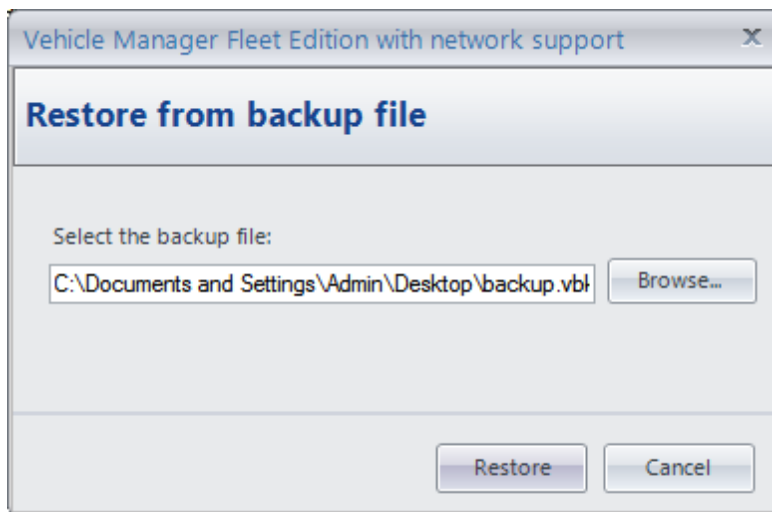 Vehicle Manager Fleet Edition with network support
Restore from backup file
Select the backup file:
C:\Documents and Settings\Admin\Desktop\backup.vb
Browse...
Restore
Cancel